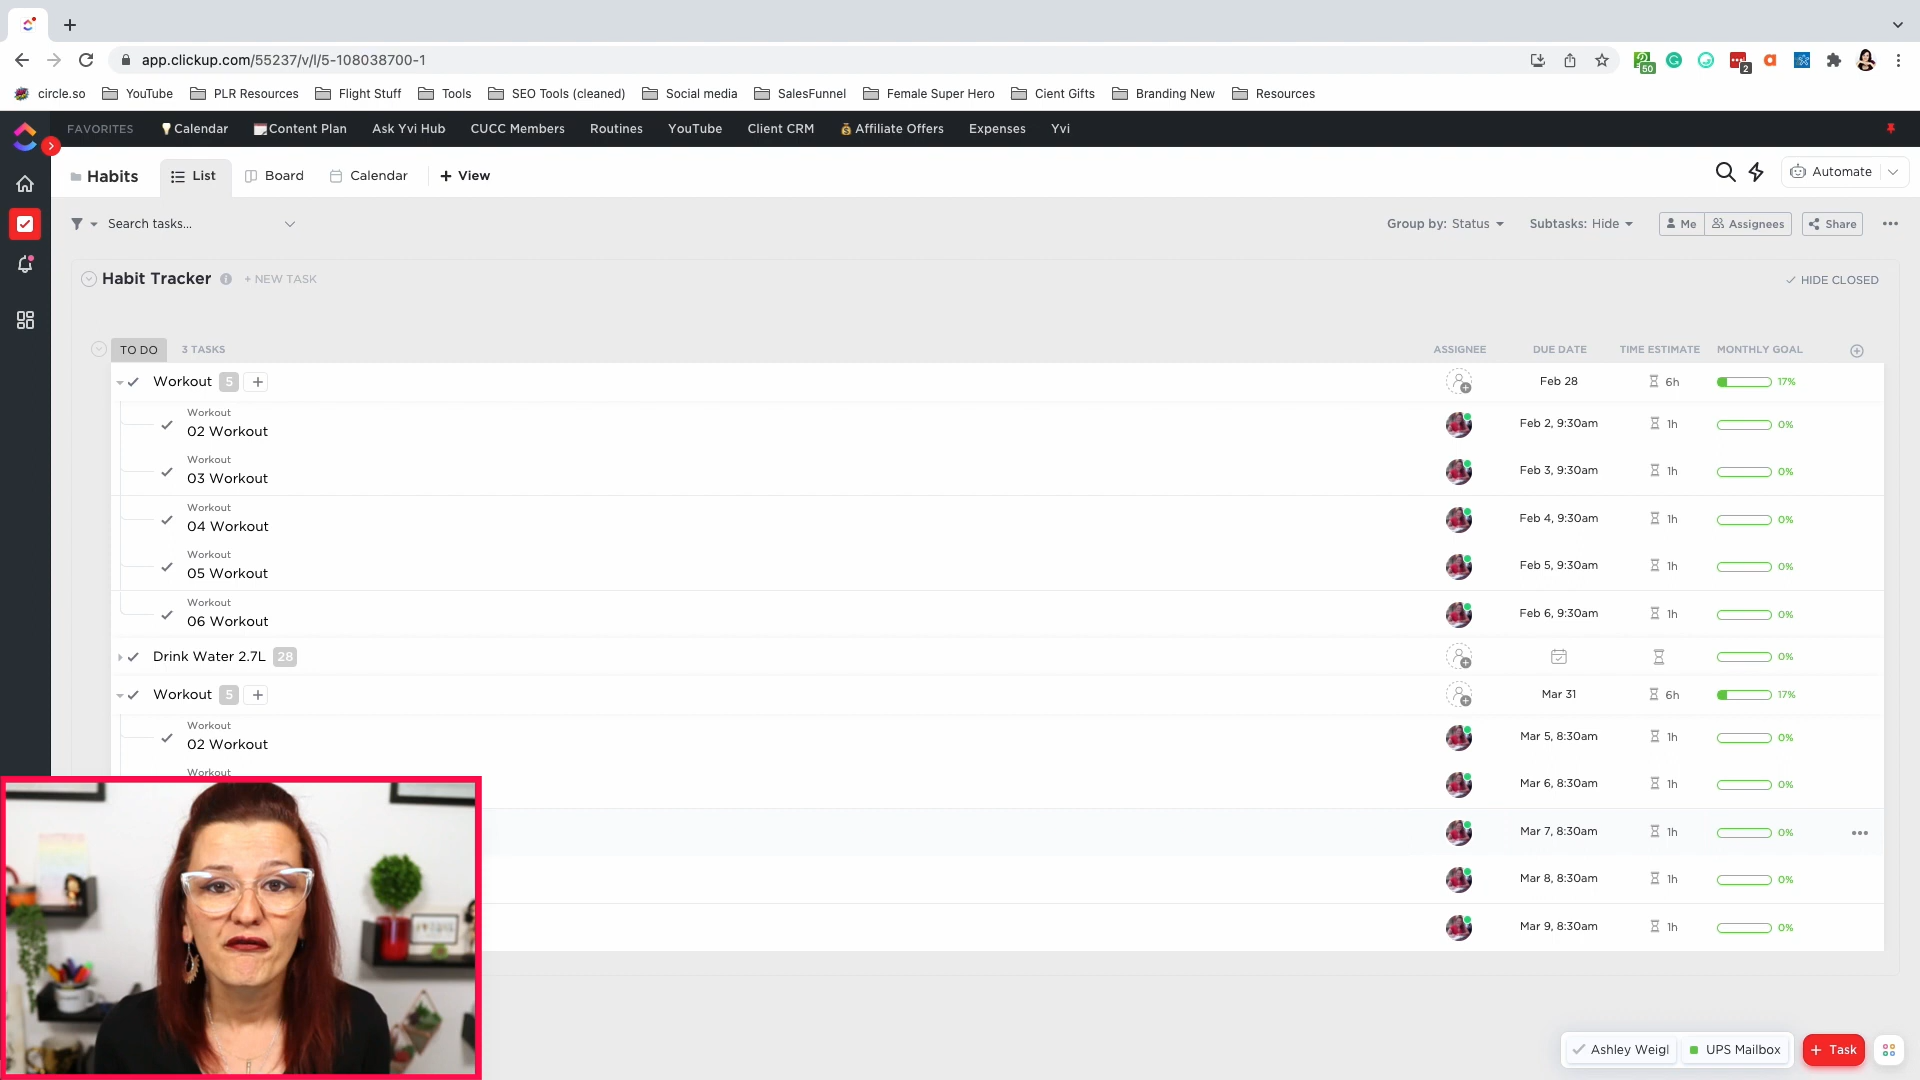 app.clickup.com/55237/v/l/5-108038700-1
50
2
circle.so YouTube PLR Resources Flight Stuff Tools SEO Tools (cleaned) Social media SalesFunnel Female Super Hero Cient Gifts Branding New Resources
FAVORITES Calendar Content Plan Ask Yvi Hub CUCC Members Routines YouTube Client CRM Affiliate Offers Expenses Yvi
Habits List Board Calendar + View Automate
Search tasks... Group by: Status Subtasks: Hide Me Assignees Share
Habit Tracker + NEW TASK HIDE CLOSED
TO DO 3 TASKS ASSIGNEE DUE DATE TIME ESTIMATE MONTHLY GOAL
Workout 5 + Feb 28 6h 17%
Workout
02 Workout Feb 2, 9:30am 1h 0%
Workout
03 Workout Feb 3, 9:30am 1h 0%
Workout
04 Workout Feb 4, 9:30am 1h 0%
Workout
05 Workout Feb 5, 9:30am 1h 0%
Workout
06 Workout Feb 6, 9:30am 1h 0%
Drink Water 2.7L 28 0%
Workout 5 + Mar 31 6h 17%
Workout
02 Workout Mar 5, 8:30am 1h 0%
Workout
Mar 6, 8:30am 1h 0%
Mar 7, 8:30am 1h 0%
Mar 8, 8:30am 1h 0%
Mar 9, 8:30am 1h 0%
Ashley Weigl UPS Mailbox + Task